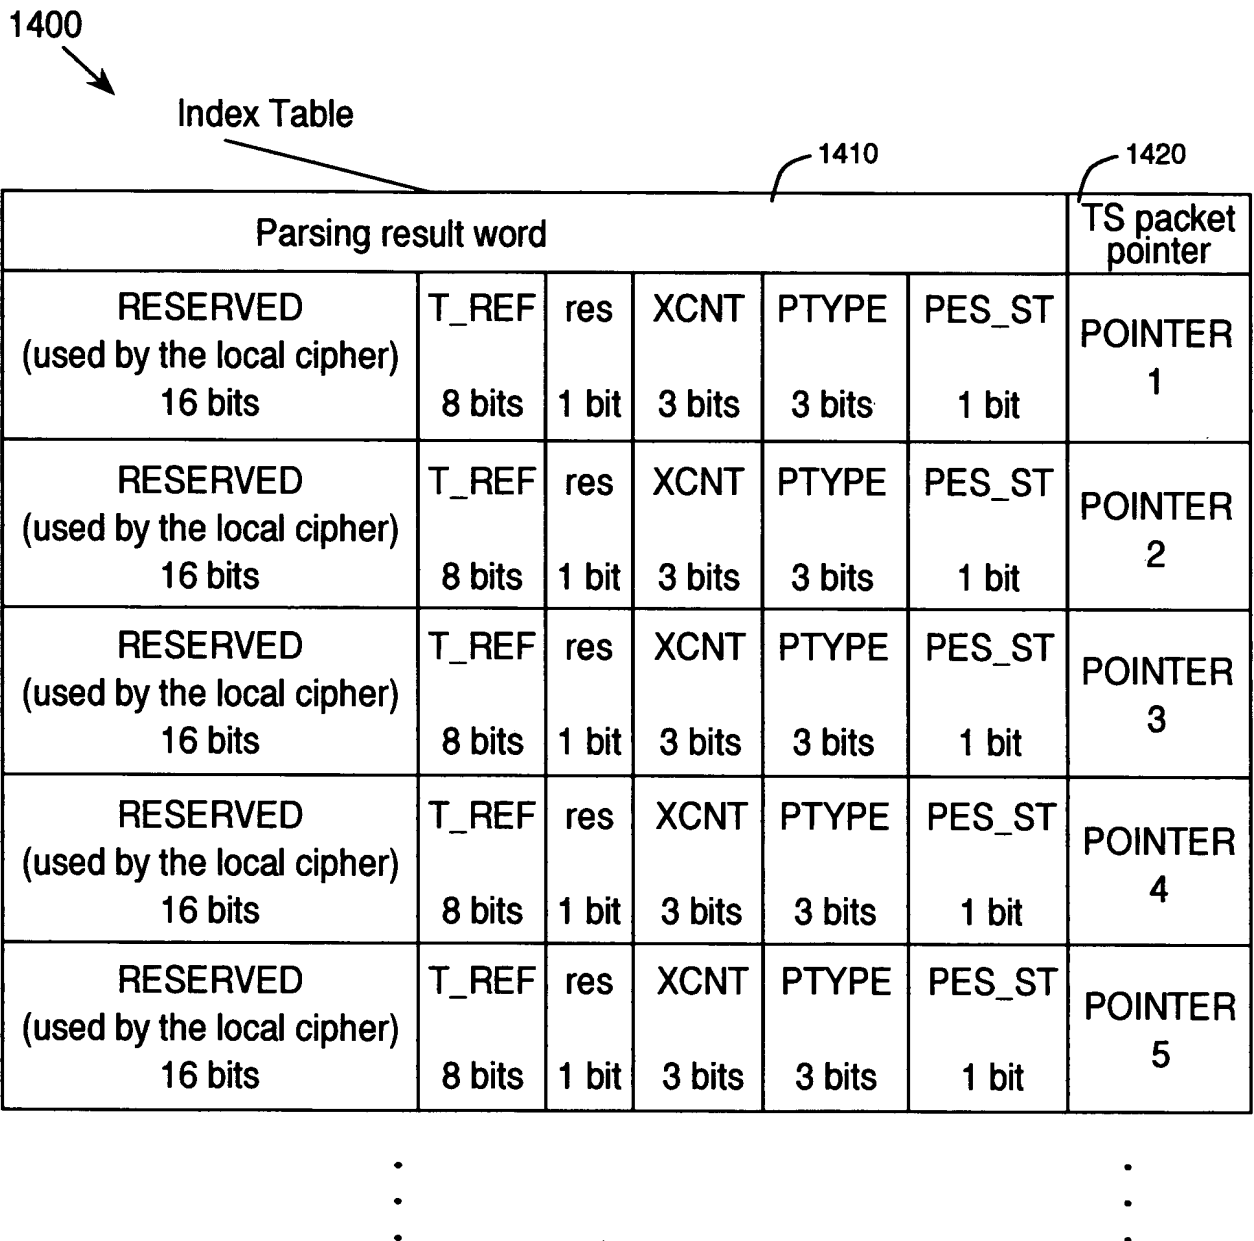 1400
Index Table
1410
1420
Parsing result word
TS packet
pointer
RESERVED T_REF res XCNT PTYPE PES_ST
(used by the local cipher)
16 bits 8 bits 1 bit 3 bits 3 bits 1 bit
POINTER
1
RESERVED T_REF res XCNT PTYPE PES_ST
(used by the local cipher)
16 bits 8 bits 1 bit 3 bits 3 bits 1 bit
POINTER
2
RESERVED T_REF res XCNT PTYPE PES_ST
(used by the local cipher)
16 bits 8 bits 1 bit 3 bits 3 bits 1 bit
POINTER
3
RESERVED T_REF res XCNT PTYPE PES_ST
(used by the local cipher)
16 bits 8 bits 1 bit 3 bits 3 bits 1 bit
POINTER
4
RESERVED T_REF res XCNT PTYPE PES_ST
(used by the local cipher)
16 bits 8 bits 1 bit 3 bits 3 bits 1 bit
POINTER
5